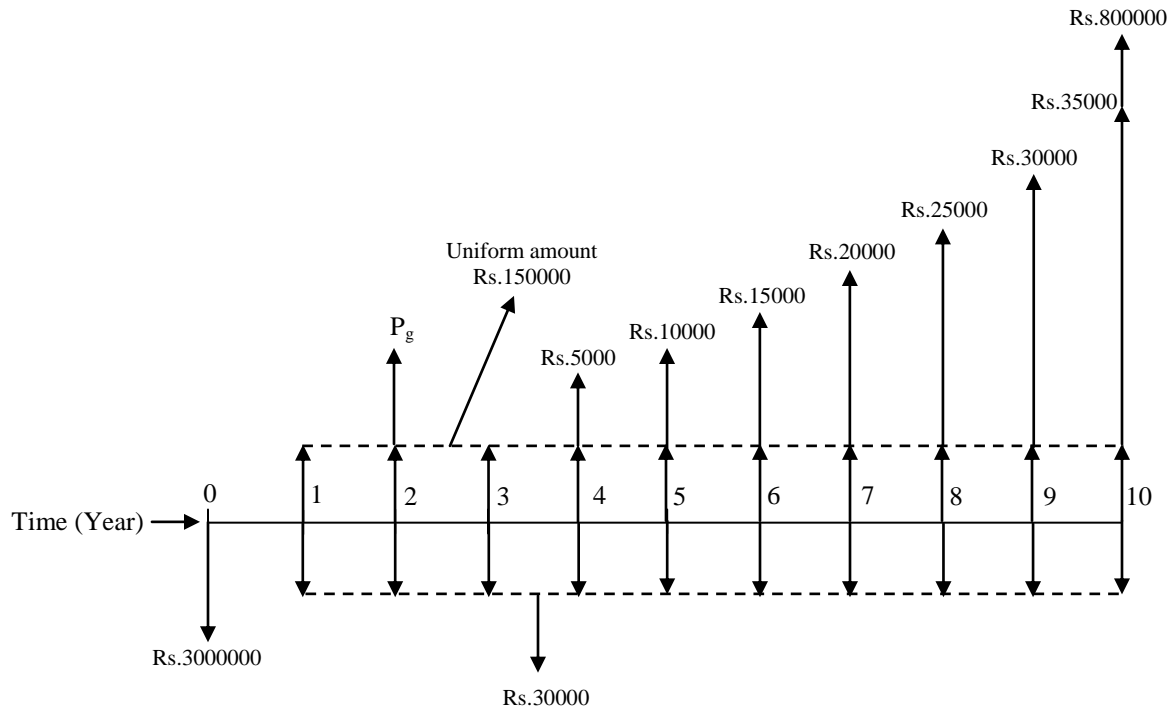 Rs.800000
Rs.35000
Rs.30000
Rs.25000
Uniform amount
Rs.150000
Rs.20000
Rs.15000
P_g
Rs.10000
Rs.5000
0 1 2 3 4 5 6 7 8 9 10
Time (Year)
Rs.3000000
Rs.30000